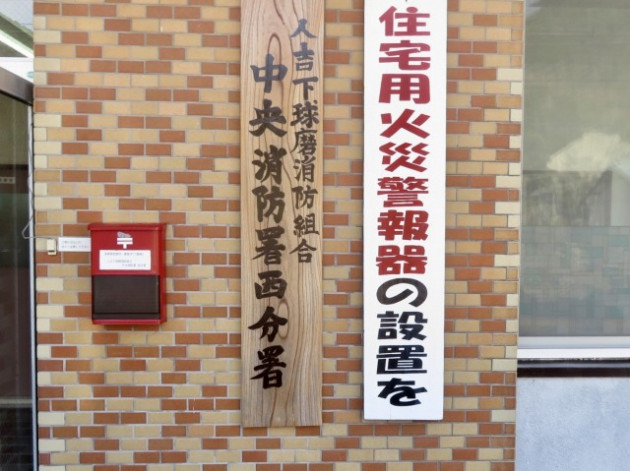 住宅用火災警報器の設置を
人吉下球磨消防組合
中央消防署西分署
〒